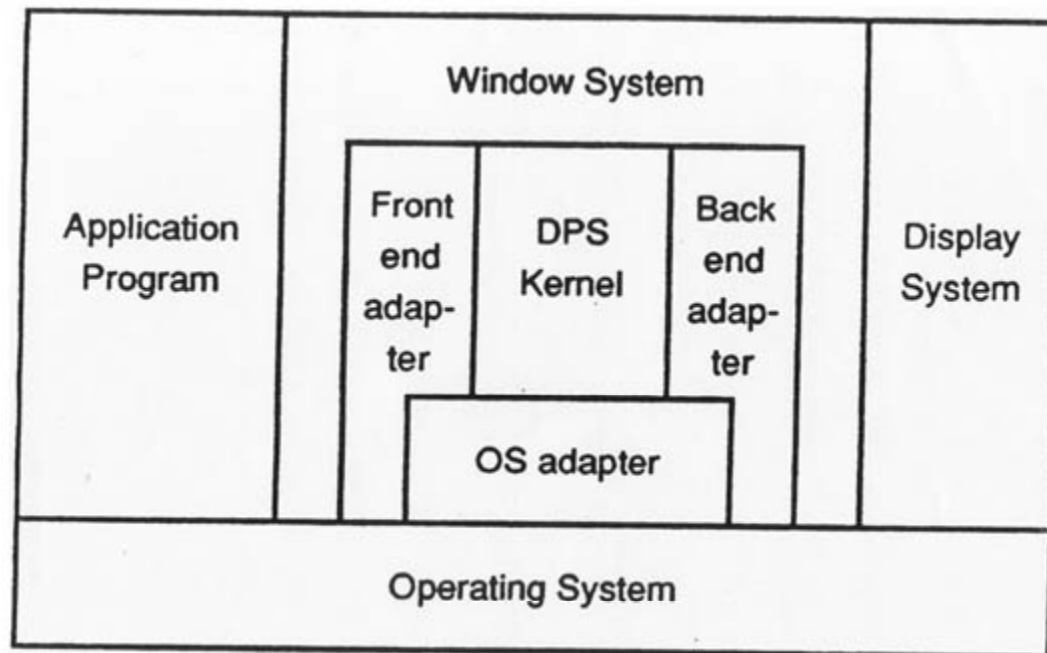 Window System
Application
Program
Front
end
adap-
ter
DPS
Kernel
Back
end
adap-
ter
Display
System
OS adapter
Operating System